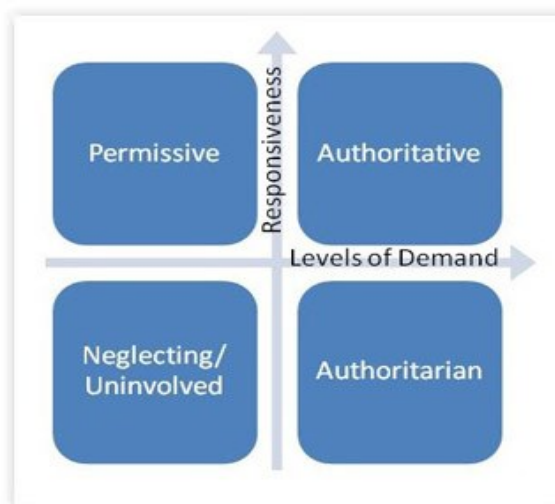 Permissive
Responsiveness
Authoritative
Levels of Demand
Neglecting/
Uninvolved
Authoritarian